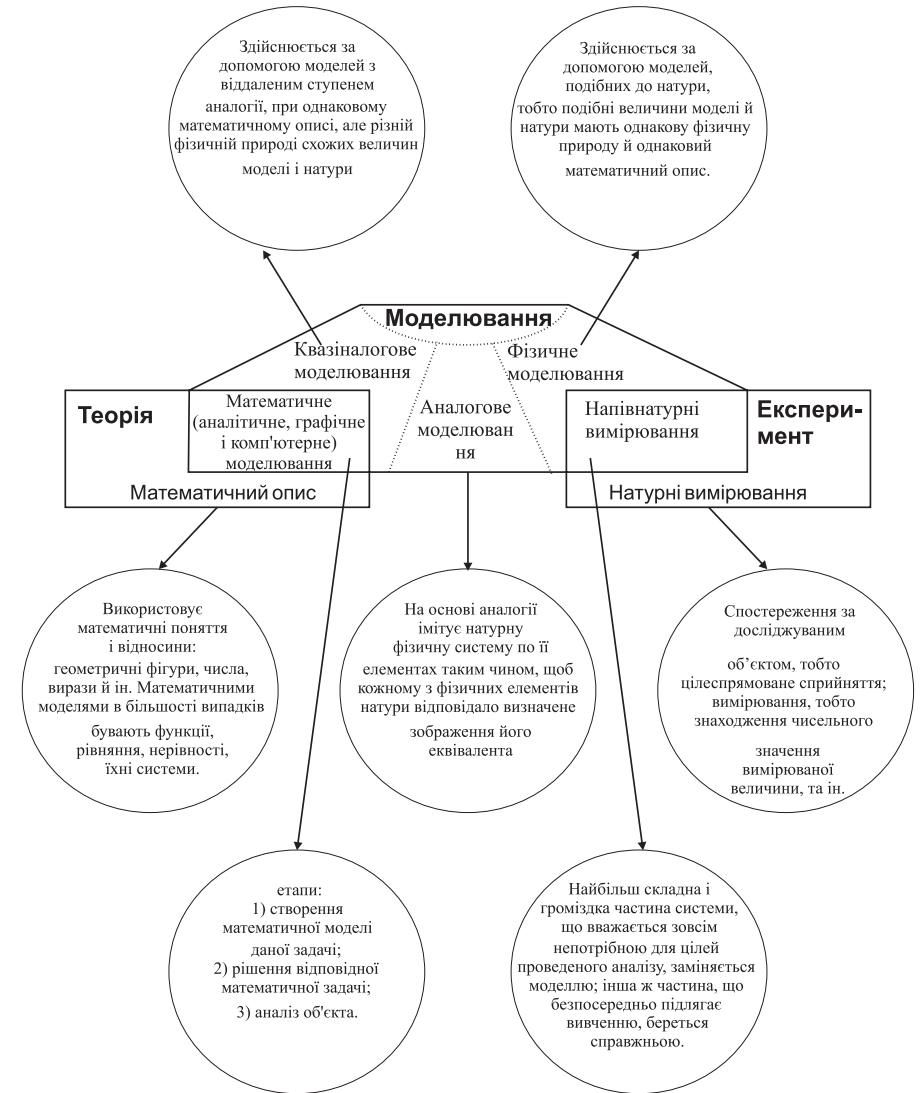 Здійснюється за
допомогою моделей з
віддаленим ступенем
аналогії, при однаковому
математичному описі, але різній
фізичній природі схожих величин
моделі і натури
Здійснюється за
допомогою моделей,
подібних до натури,
тобто подібні величини моделі й
натури мають однакову фізичну
природу й однаковий
математичний опис.
Моделювання
Квазіналогове
моделювання
Фізичне
моделювання
Теорія
Математичне
(аналітичне, графічне
і комп'ютерне)
моделювання
Математичний опис
Аналогове
моделюван
ня
Напівнатурні
вимірювання
Експери-
мент
Натурні вимірювання
Використовує
математичні поняття
і відносини:
геометричні фігури, числа,
вирази й ін. Математичними
моделями в більшості випадків
бувають функції,
рівняння, нерівності,
їхні системи.
На основі аналогії
імітує натурну
фізичну систему по її
елементах таким чином, щоб
кожному з фізичних елементів
натури відповідало визначене
зображення його
еквівалента
Спостереження за
досліджуваним
об’єктом, тобто
цілеспрямоване сприйняття;
вимірювання, тобто
знаходження чисельного
значення
вимірюваної
величини, та ін.
етапи:
1) створення
математичної моделі
даної задачі;
2) рішення відповідної
математичної задачі;
3) аналіз об'єкта.
Найбільш складна і
громіздка частина системи,
що вважається зовсім
непотрібною для цілей
проведеного аналізу, заміняється
моделлю; інша ж частина, що
безпосередньо підлягає
вивченню, береться
справжньою.